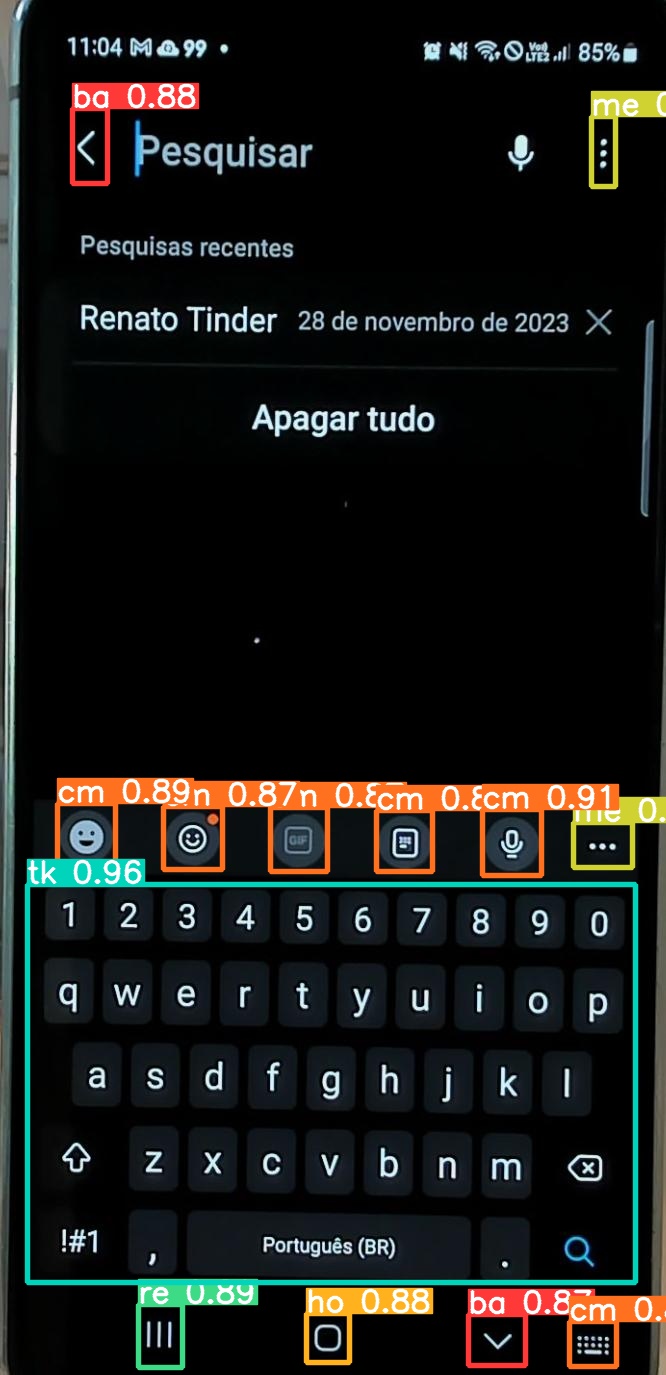 11:04 99 • Vo) LTE2 85%
ba 0.88
me 0
Pesquisar
Pesquisas recentes
Renato Tinder 28 de novembro de 2023
Apagar tudo
cm 0.89 n 0.87 n 0.8 cm 0.8 cm 0.91 me 0.
GIF
tk 0.96
1 2 3 4 5 6 7 8 9 0
q w e r t y u i o p
a s d f g h j k l
z x c v b n m
!#1 , Português (BR) .
re 0.89 ho 0.88 ba 0.87 cm 0.